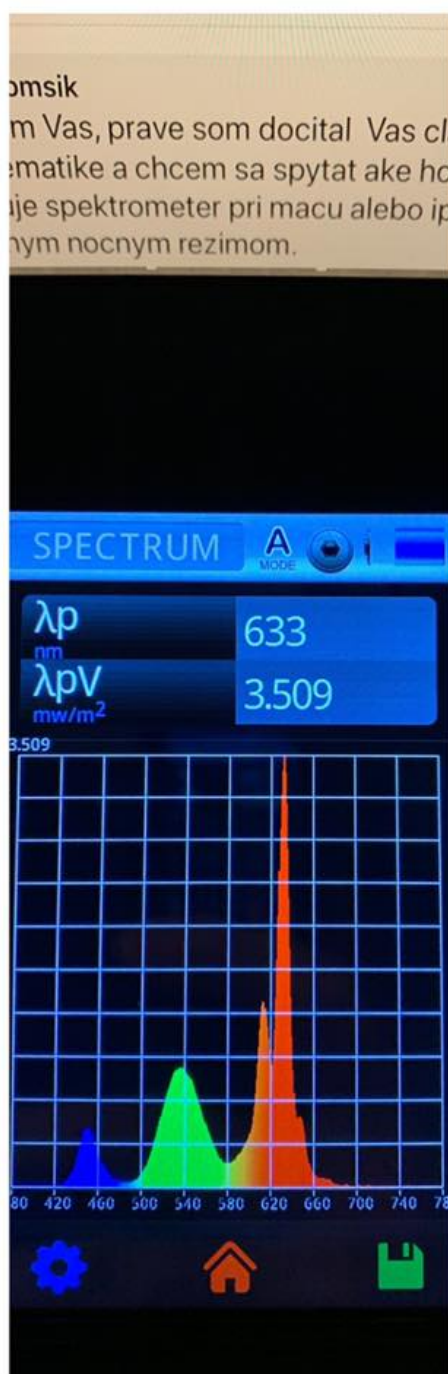 omsik
m Vas, prave som docital Vas cl
ematike a chcem sa spytat ake ho
uje spektrometer pri macu alebo ip
nym nocnym rezimom.
SPECTRUM A MODE
λp nm 633
λpV mw/m² 3.509
3.509
80 420 460 500 540 580 620 660 700 740 78